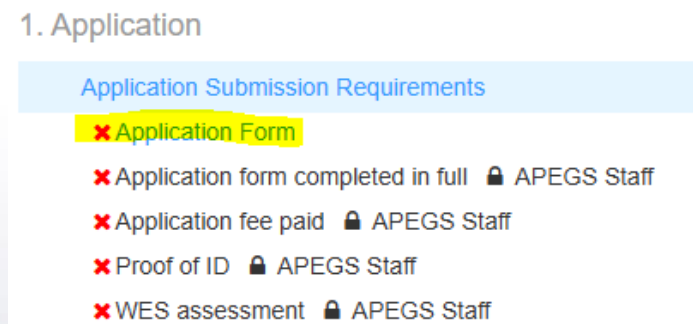 1. Application
Application Submission Requirements
Application Form
Application form completed in full APEGS Staff
Application fee paid APEGS Staff
Proof of ID APEGS Staff
WES assessment APEGS Staff